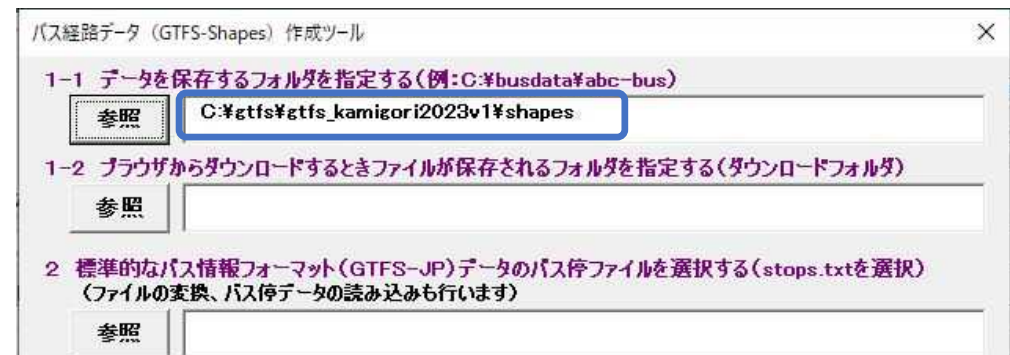 バス経路データ（GTFS-Shapes）作成ツール
1-1 データを保存するフォルダを指定する（例：C:¥busdata¥abc-bus）
参照 C:¥gtfs¥gtfs_kamigori2023v1¥shapes
1-2 ブラウザからダウンロードするときファイルが保存されるフォルダを指定する（ダウンロードフォルダ）
参照
2 標準的なバス情報フォーマット（GTFS-JP）データのバス停ファイルを選択する（stops.txtを選択）
（ファイルの変換、バス停データの読み込みも行います）
参照